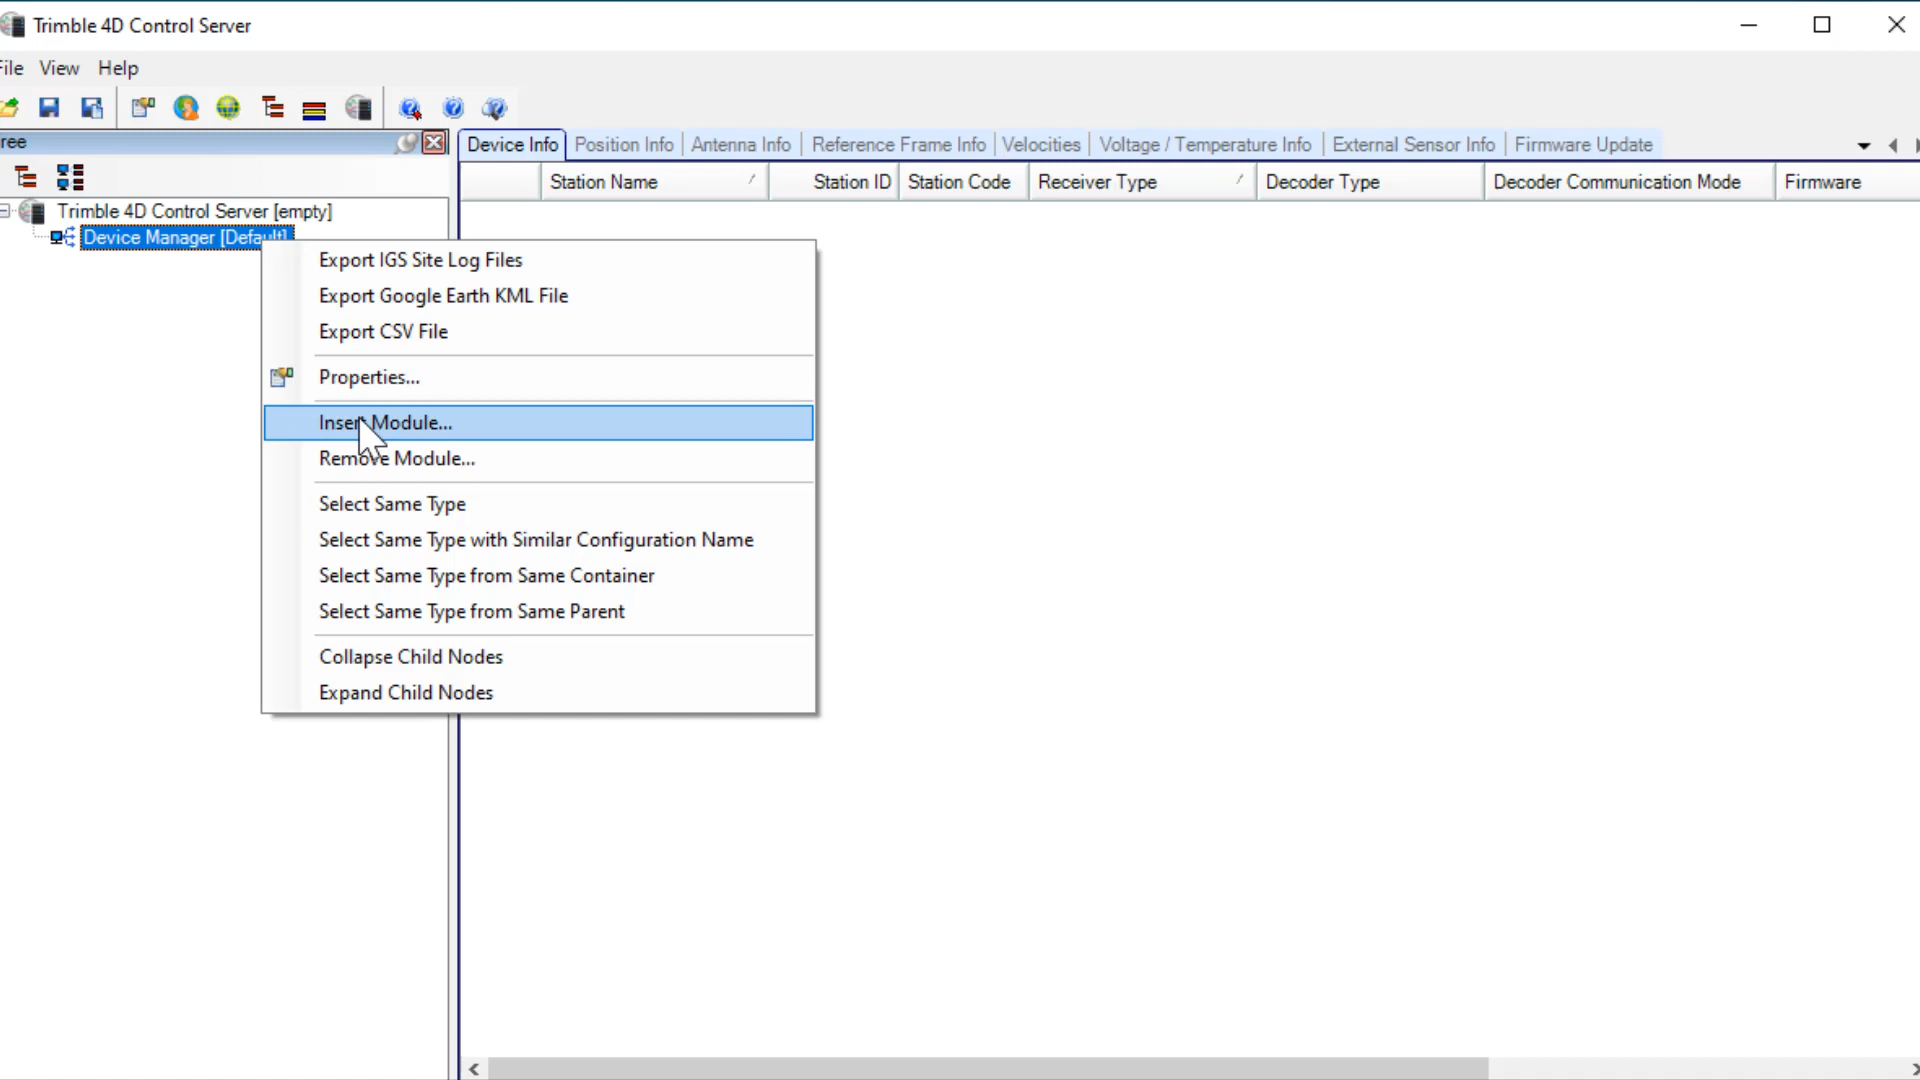 Trimble 4D Control Server
File View Help
ree
Device Info Position Info Antenna Info Reference Frame Info Velocities Voltage / Temperature Info External Sensor Info Firmware Update
Station Name Station ID Station Code Receiver Type Decoder Type Decoder Communication Mode Firmware
Trimble 4D Control Server [empty]
Device Manager [Default]
Export IGS Site Log Files
Export Google Earth KML File
Export CSV File
Properties...
Insert Module...
Remove Module...
Select Same Type
Select Same Type with Similar Configuration Name
Select Same Type from Same Container
Select Same Type from Same Parent
Collapse Child Nodes
Expand Child Nodes